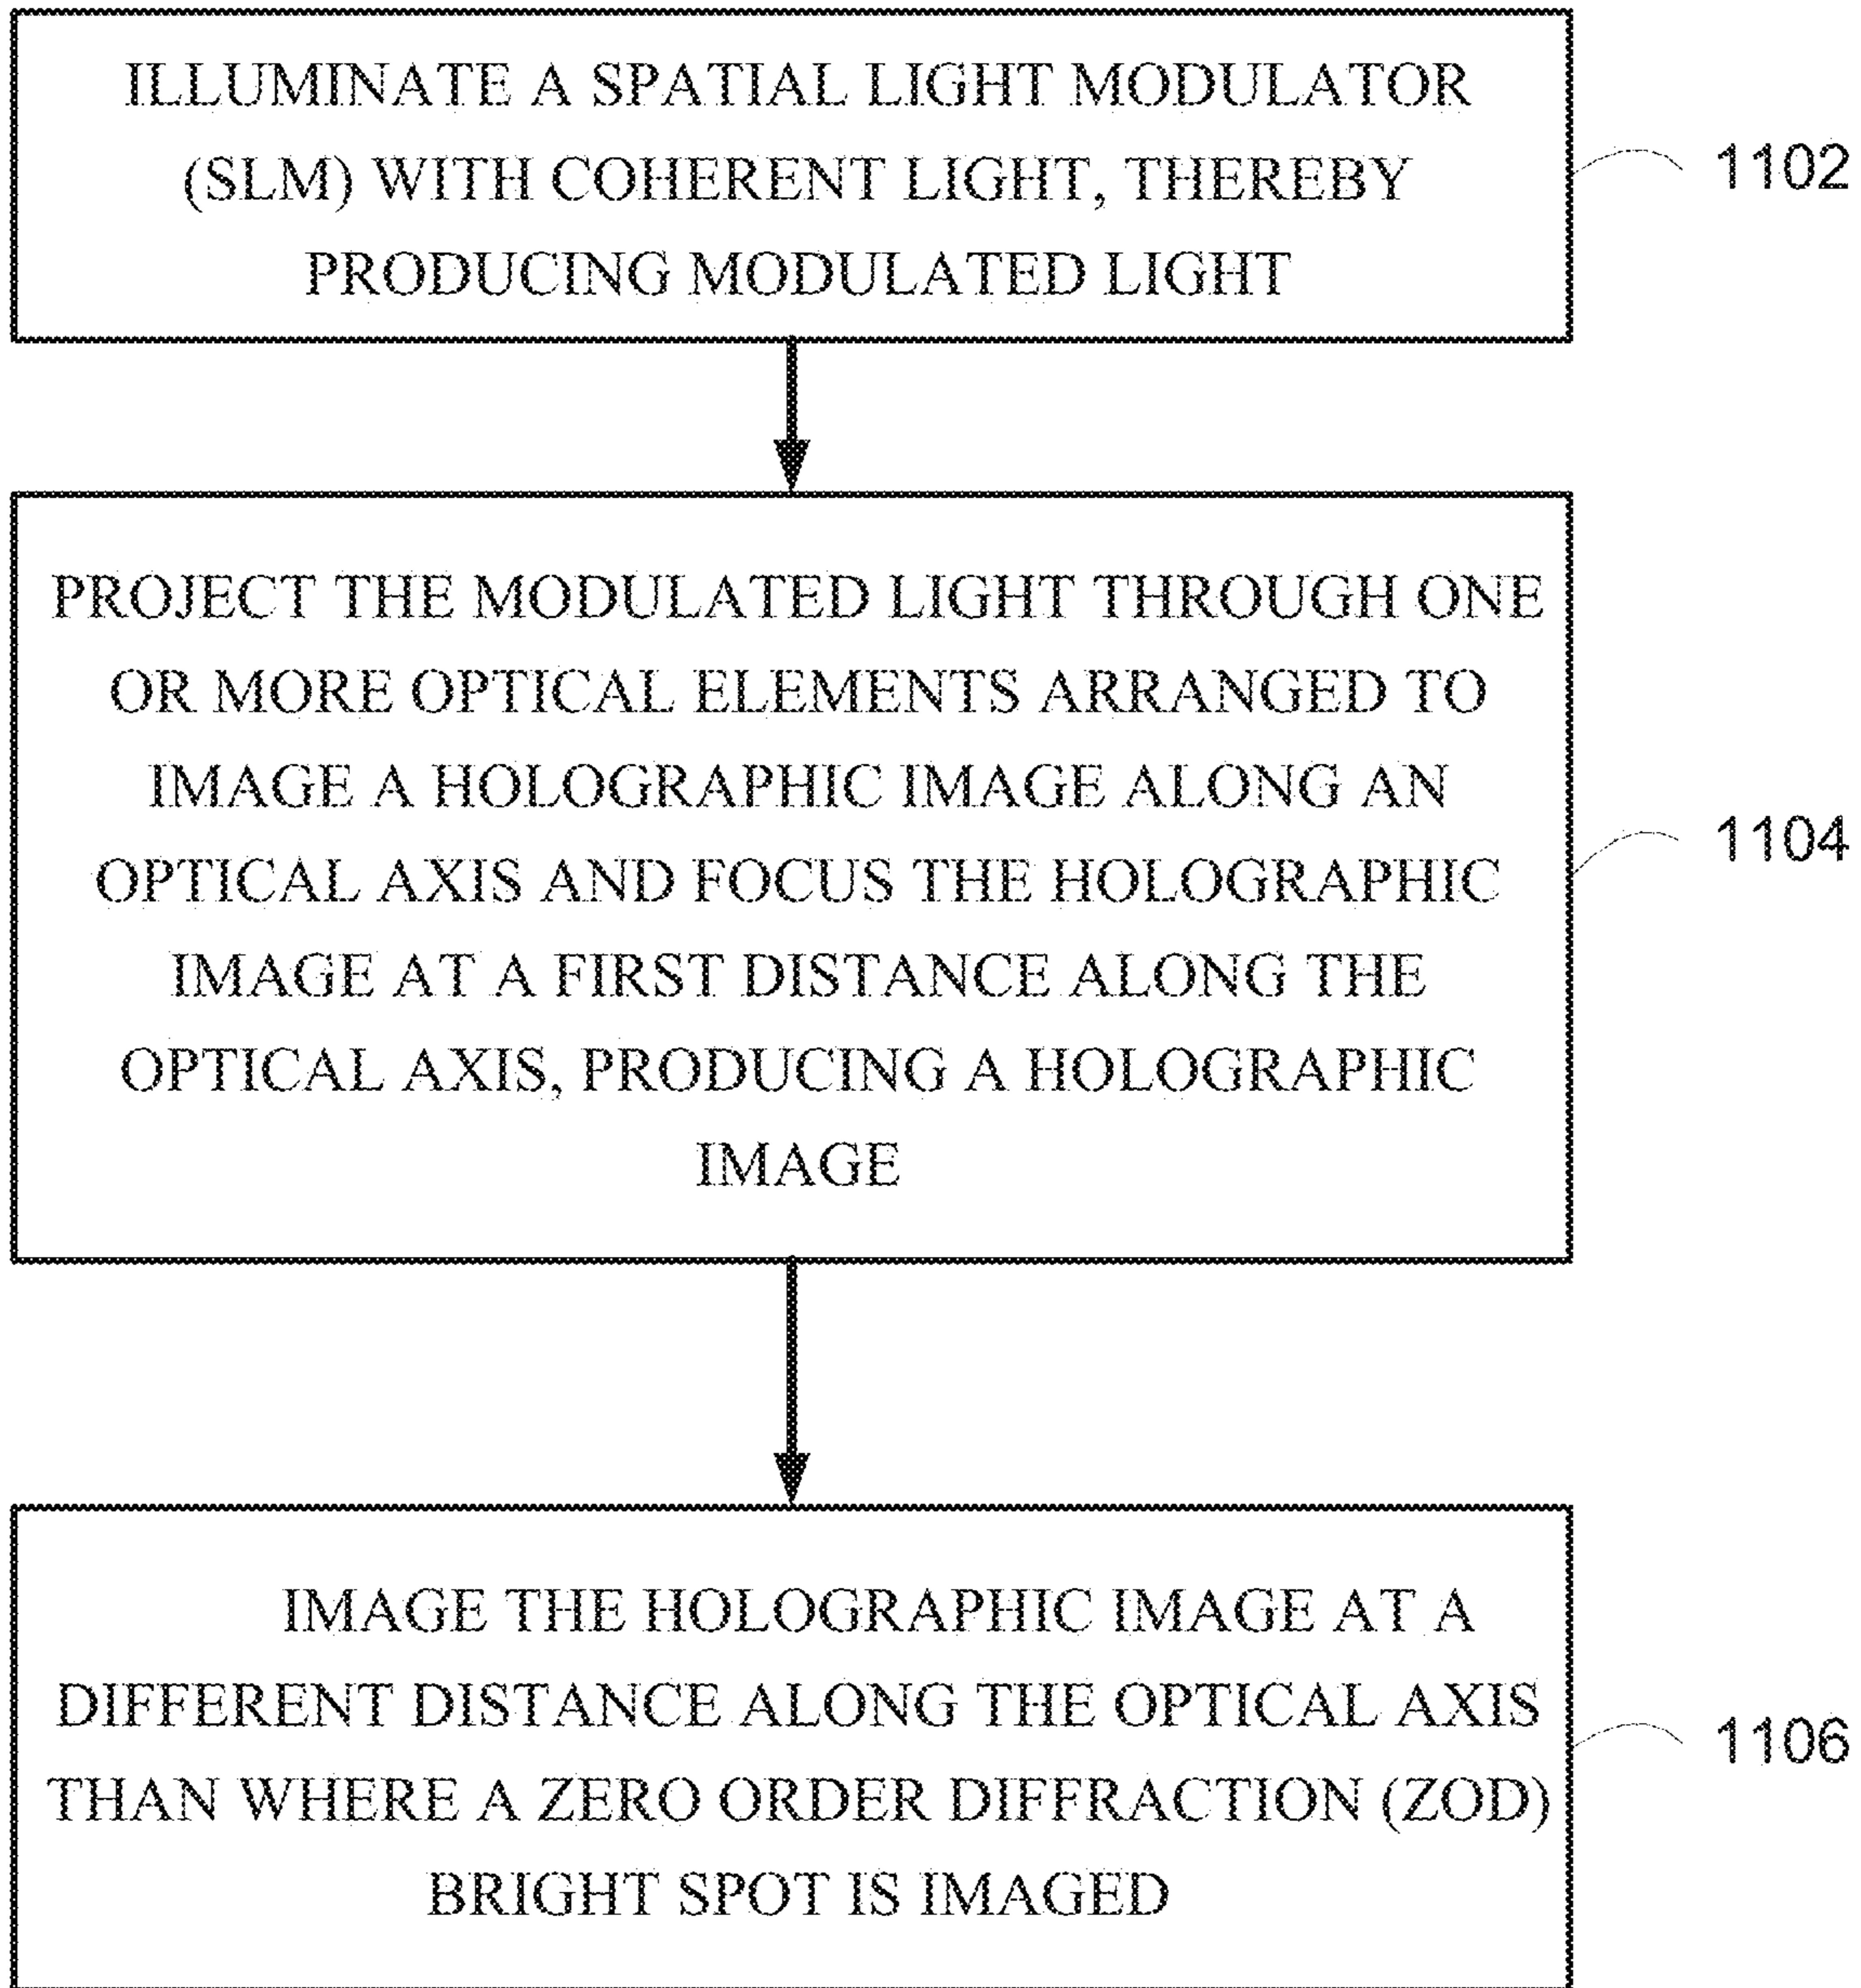 ILLUMINATE A SPATIAL LIGHT MODULATOR
(SLM) WITH COHERENT LIGHT, THEREBY
PRODUCING MODULATED LIGHT
1102
PROJECT THE MODULATED LIGHT THROUGH ONE
OR MORE OPTICAL ELEMENTS ARRANGED TO
IMAGE A HOLOGRAPHIC IMAGE ALONG AN
OPTICAL AXIS AND FOCUS THE HOLOGRAPHIC
IMAGE AT A FIRST DISTANCE ALONG THE
OPTICAL AXIS, PRODUCING A HOLOGRAPHIC
IMAGE
1104
IMAGE THE HOLOGRAPHIC IMAGE AT A
DIFFERENT DISTANCE ALONG THE OPTICAL AXIS
THAN WHERE A ZERO ORDER DIFFRACTION (ZOD)
BRIGHT SPOT IS IMAGED
1106